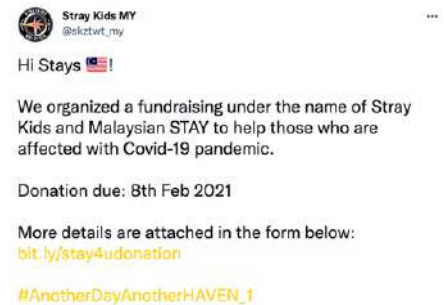 Stray Kids MY
@skztwt_my
Hi Stays 🇲🇾!
We organized a fundraising under the name of Stray
Kids and Malaysian STAY to help those who are
affected with Covid-19 pandemic.
Donation due: 8th Feb 2021
More details are attached in the form below:
bit.ly/stay4udonation
#AnotherDayAnotherHAVEN_1